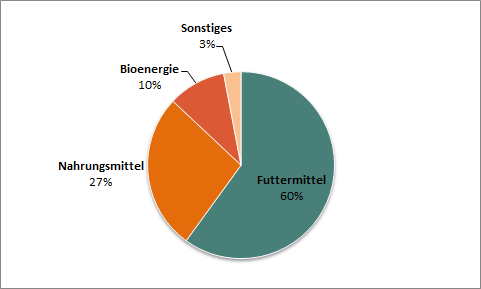 Sonstiges
3%
Bioenergie
10%
Nahrungsmittel
27%
Futtermittel
60%